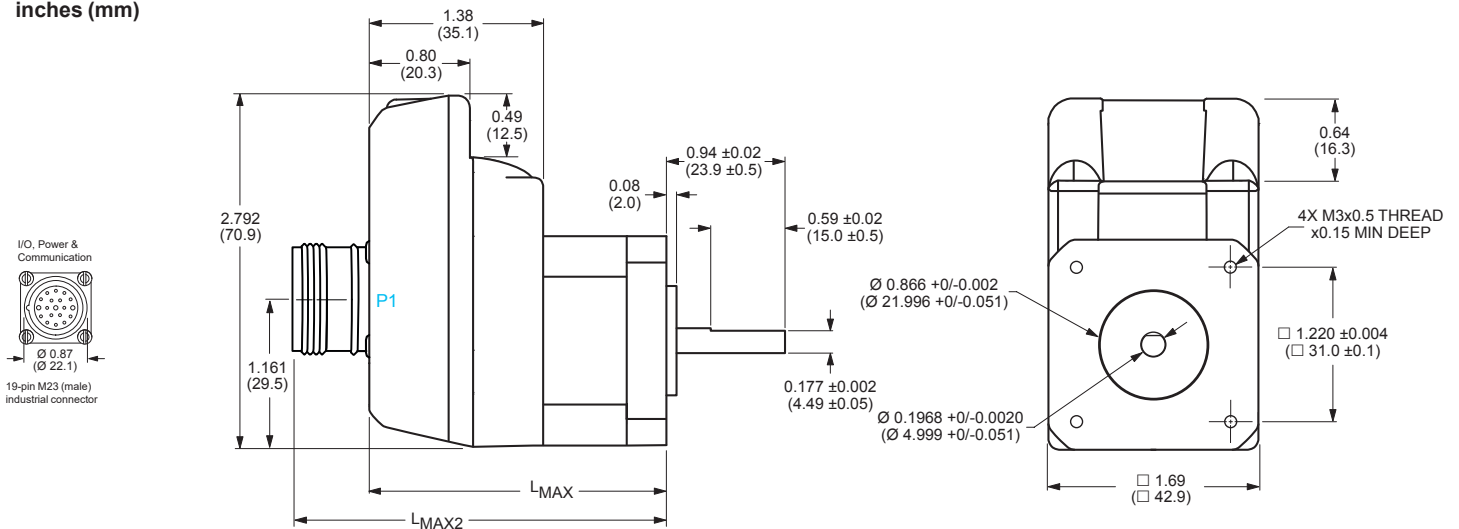 inches (mm)
1.38
(35.1)
0.80
(20.3)
0.49
(12.5)
0.94 ±0.02
(23.9 ±0.5)
0.08
(2.0)
0.59 ±0.02
(15.0 ±0.5)
2.792
(70.9)
P1
1.161
(29.5)
0.177 ±0.002
(4.49 ±0.05)
LMAX
LMAX2
I/O, Power &
Communication
Ø 0.87
(Ø 22.1)
19-pin M23 (male)
industrial connector
0.64
(16.3)
4X M3x0.5 THREAD
x0.15 MIN DEEP
Ø 0.866 +0/-0.002
(Ø 21.996 +0/-0.051)
□ 1.220 ±0.004
(□ 31.0 ±0.1)
Ø 0.1968 +0/-0.0020
(Ø 4.999 +0/-0.051)
□ 1.69
(□ 42.9)